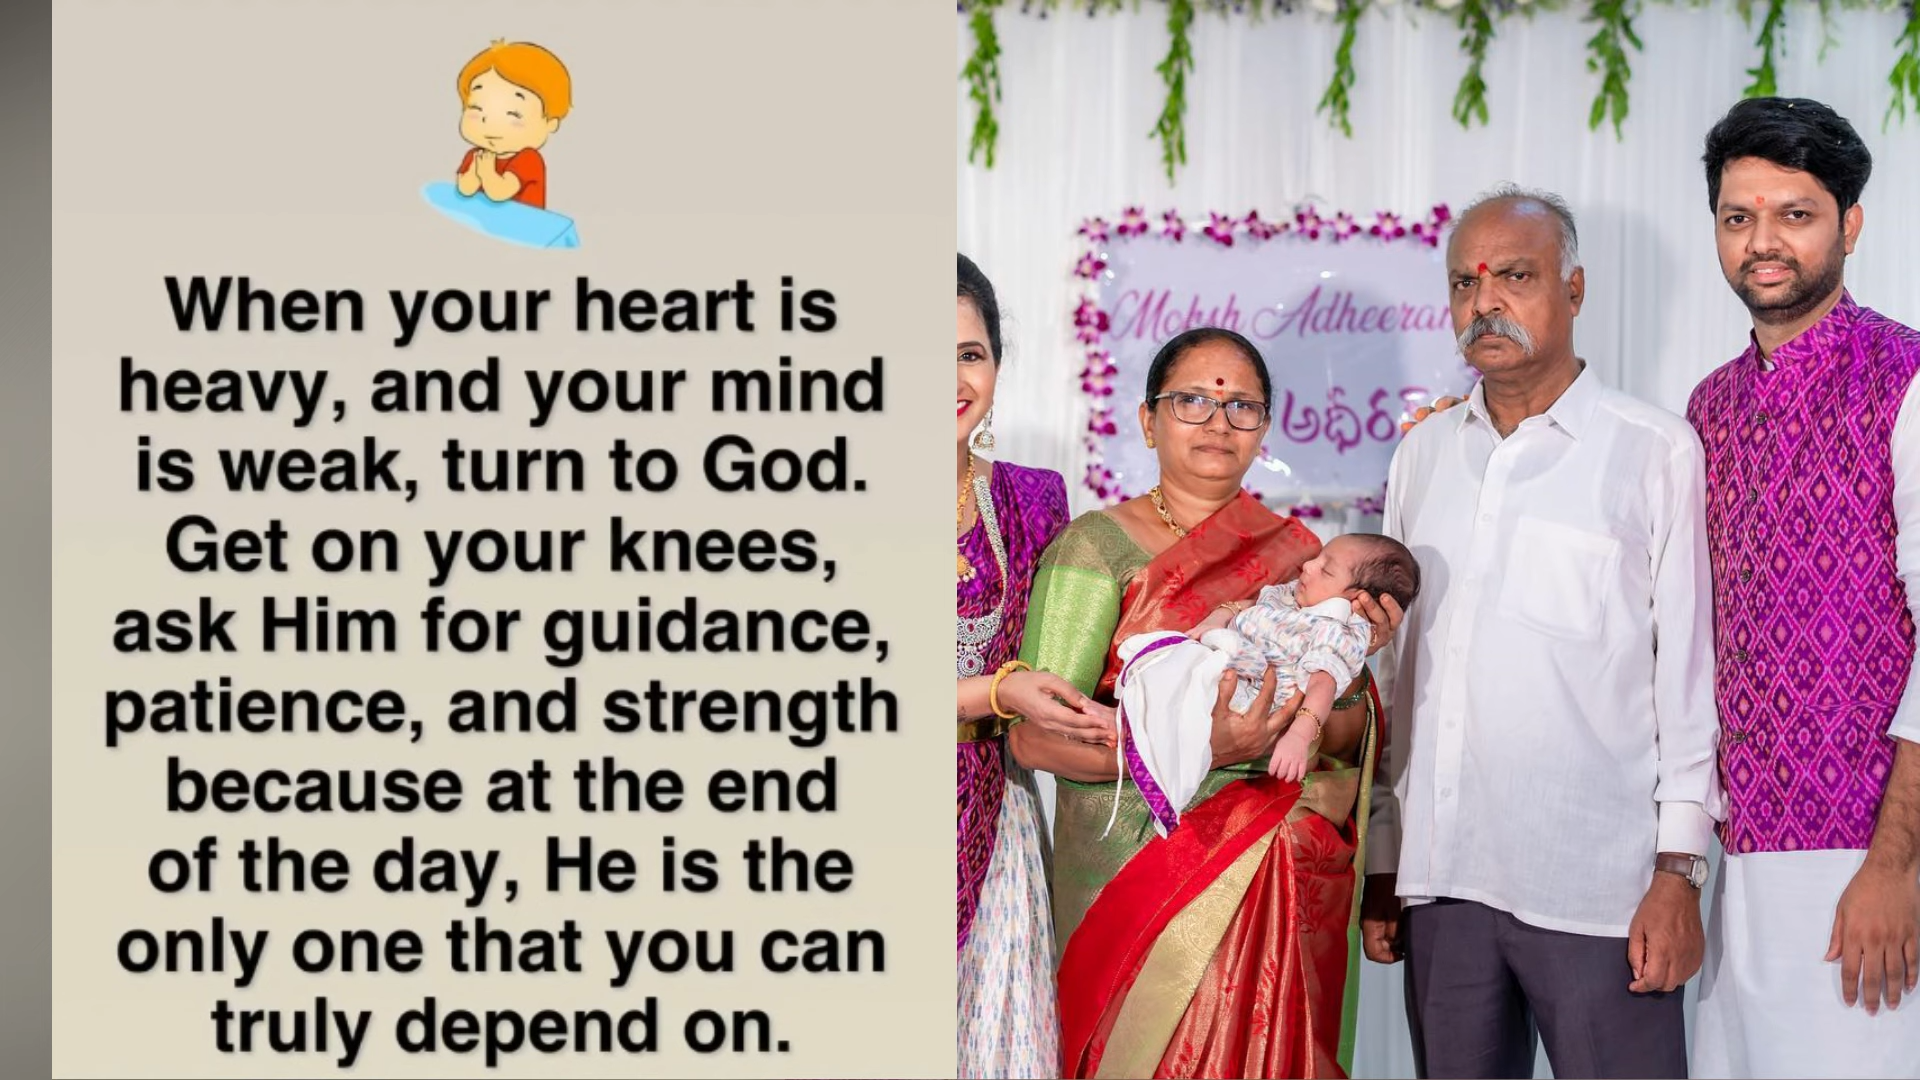 When your heart is
heavy, and your mind
is weak, turn to God.
Get on your knees,
ask Him for guidance,
patience, and strength
because at the end
of the day, He is the
only one that you can
truly depend on.
Moksh Adheeran